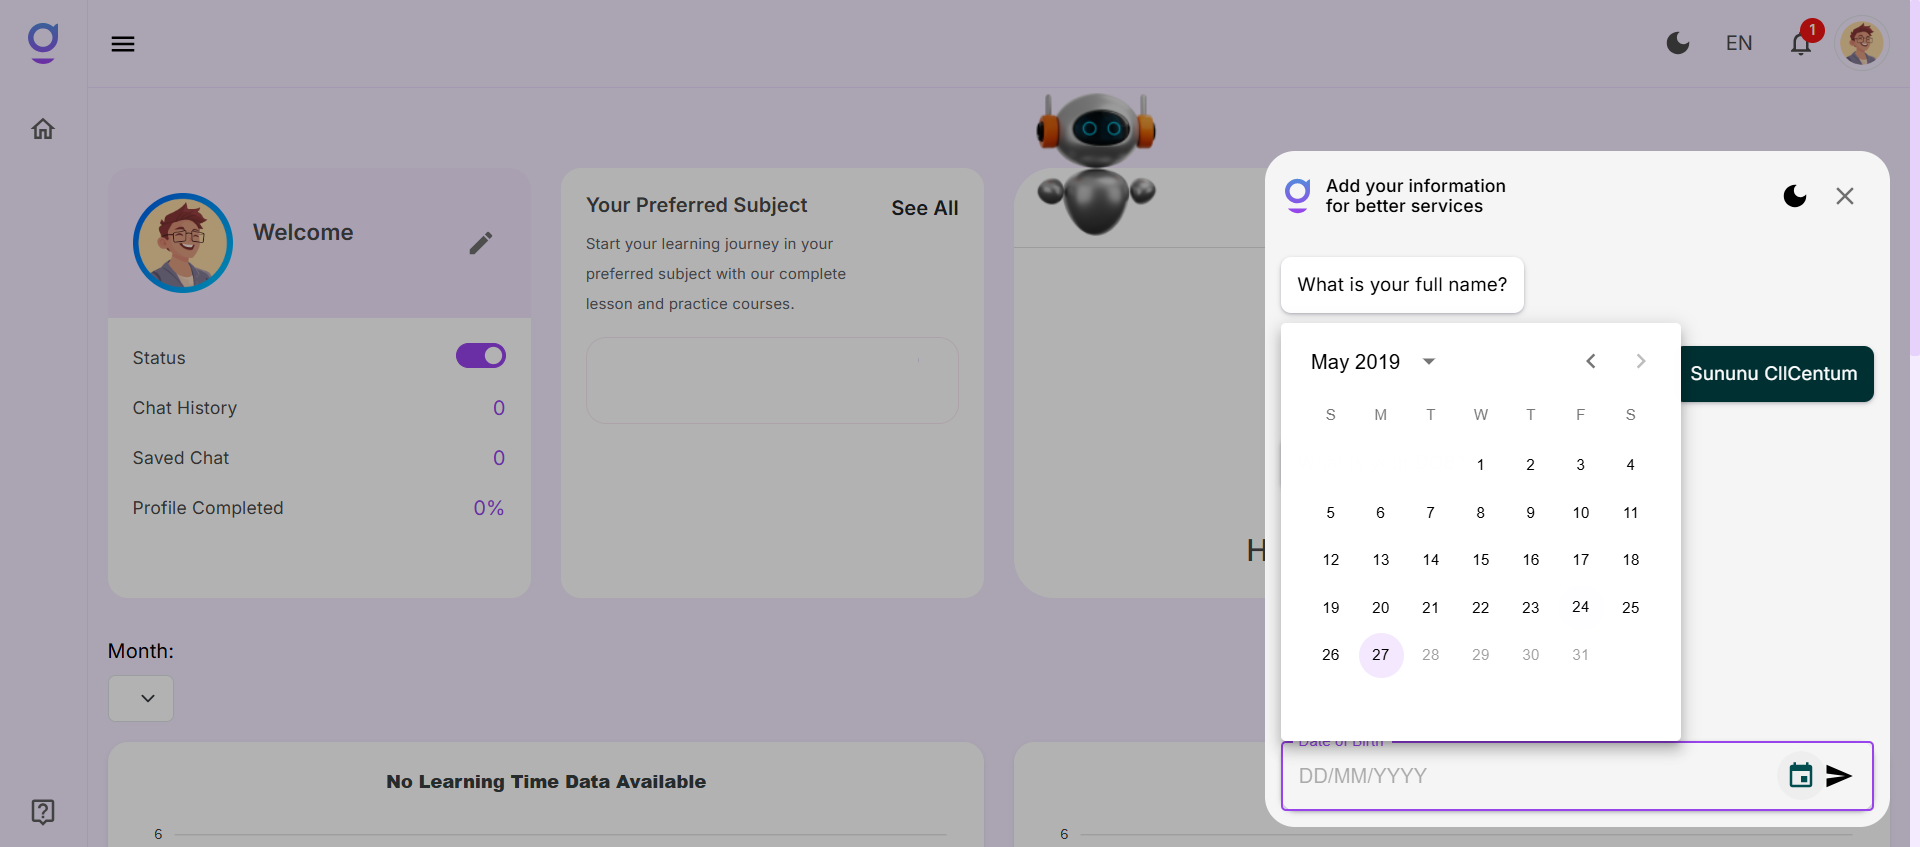 EN
1
Welcome
Status
Chat History 0
Saved Chat 0
Profile Completed 0%
Your Preferred Subject
See All
Start your learning journey in your
preferred subject with our complete
lesson and practice courses.
H
Month:
No Learning Time Data Available
6
6
Add your information
for better services
What is your full name?
Sununu CllCentum
May 2019
S M T W T F S
1 2 3 4
5 6 7 8 9 10 11
12 13 14 15 16 17 18
19 20 21 22 23 24 25
26 27 28 29 30 31
Date of Birth
DD/MM/YYYY